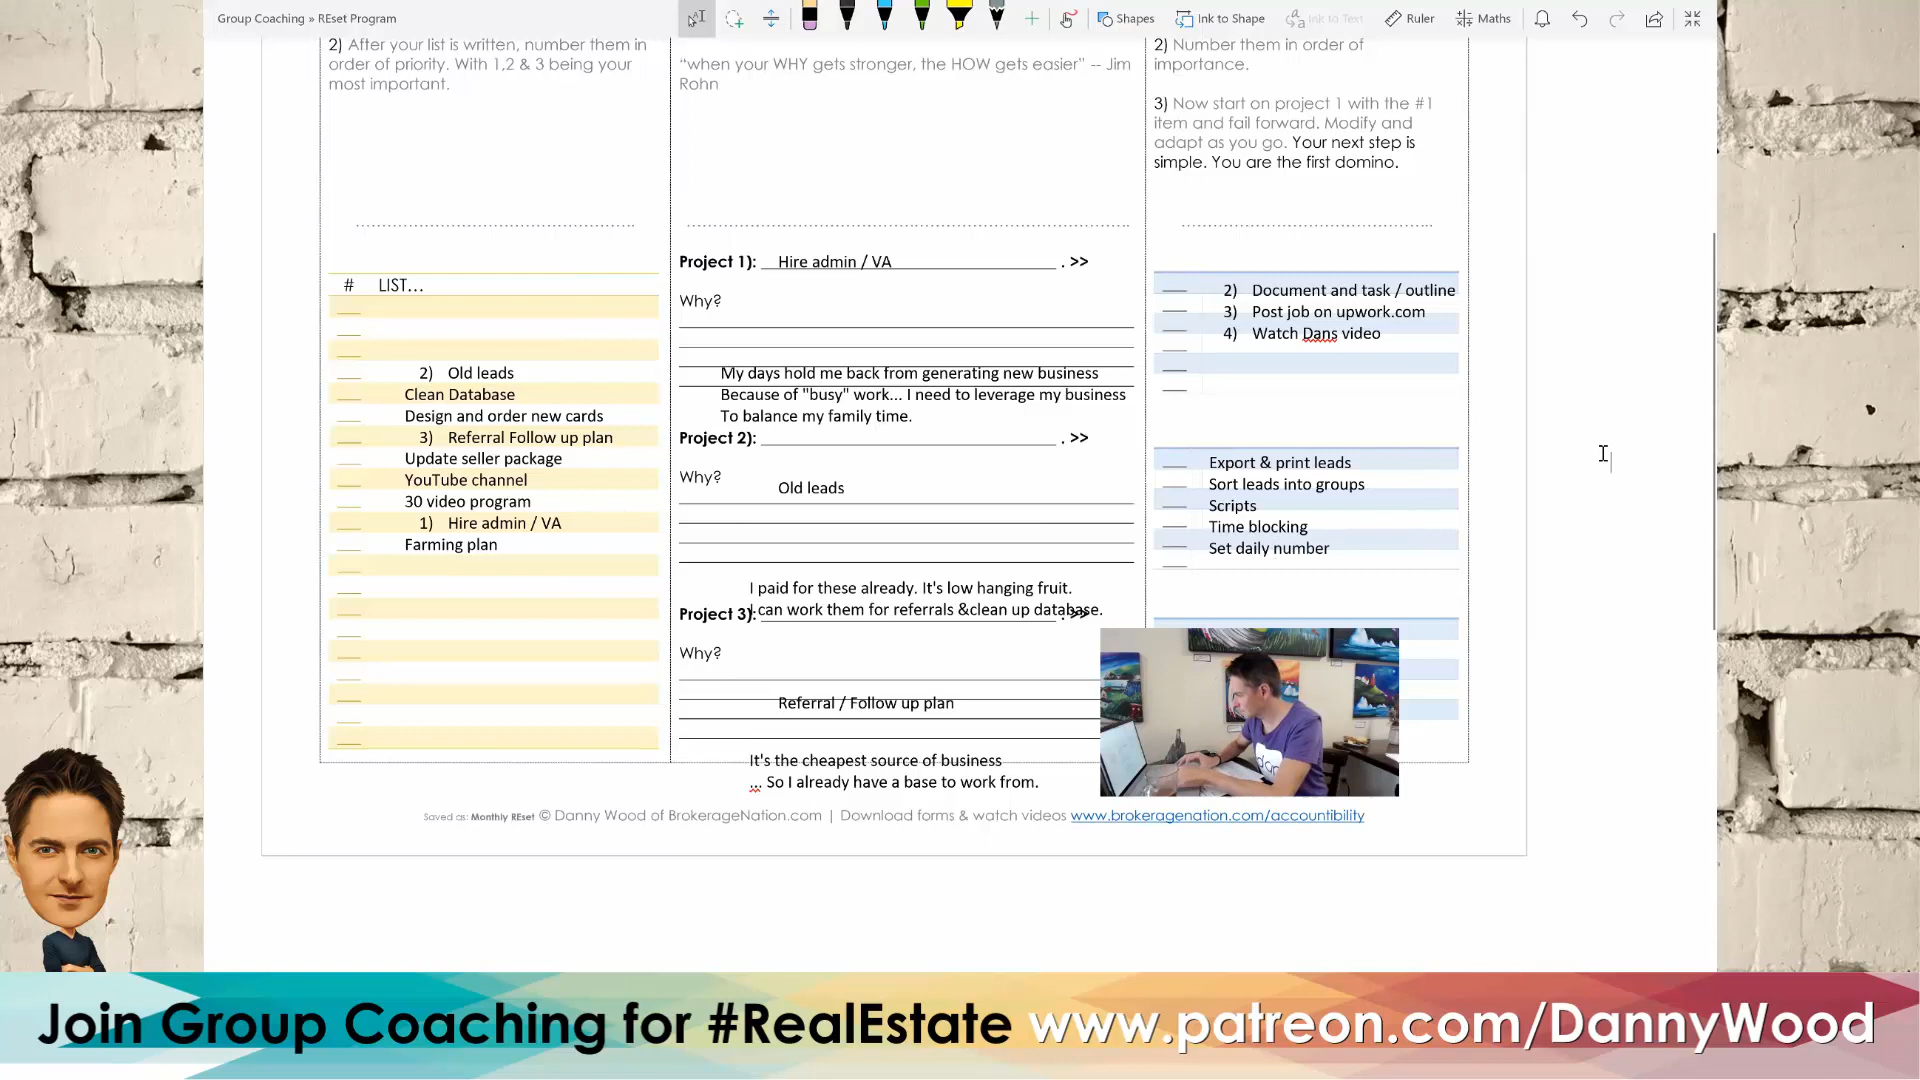 Group Coaching » REset Program
Shapes
Ink to Shape
Ink to Text
Ruler
Maths
2) After your list is written, number them in
order of priority. With 1,2 & 3 being your
most important.
# LIST...
2) Old leads
Clean Database
Design and order new cards
3) Referral Follow up plan
Update seller package
YouTube channel
30 video program
1) Hire admin / VA
Farming plan
“when your WHY gets stronger, the HOW gets easier” -- Jim
Rohn
Project 1): Hire admin / VA . >>
Why?
My days hold me back from generating new business
Because of "busy" work... I need to leverage my business
To balance my family time.
Project 2): . >>
Why?
Old leads
I paid for these already. It's low hanging fruit.
I can work them for referrals &clean up database.
Project 3): . >>
Why?
Referral / Follow up plan
It's the cheapest source of business
... So I already have a base to work from.
2) Number them in order of
importance.
3) Now start on project 1 with the #1
item and fail forward. Modify and
adapt as you go. Your next step is
simple. You are the first domino.
2) Document and task / outline
3) Post job on upwork.com
4) Watch Dans video
Export & print leads
Sort leads into groups
Scripts
Time blocking
Set daily number
Saved as: Monthly REset © Danny Wood of BrokerageNation.com | Download forms & watch videos www.brokeragenation.com/accountibility
Join Group Coaching for #RealEstate www.patreon.com/DannyWood